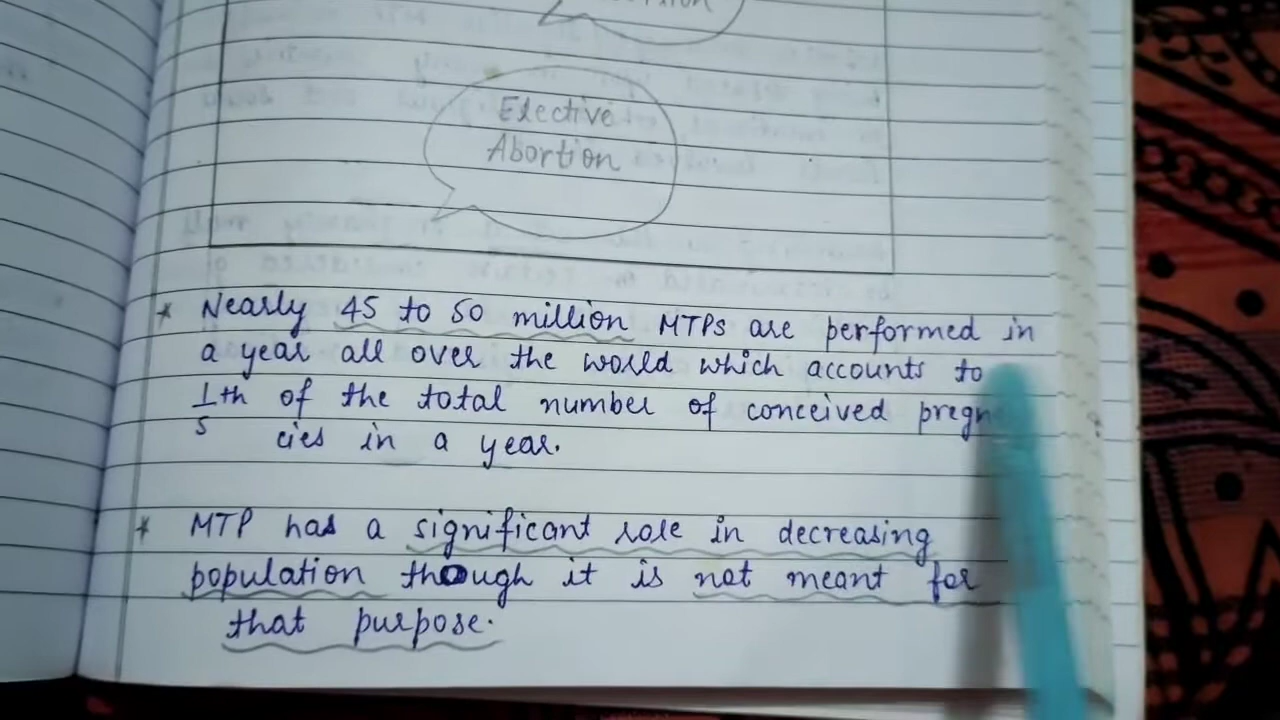 Elective
Abortion
* Nearly 45 to 50 million MTPs are performed in
a year all over the world which accounts to
1/5 th of the total number of conceived
cies in a year.
* MTP has a significant role in decreasing
population though it is not meant for
that purpose.